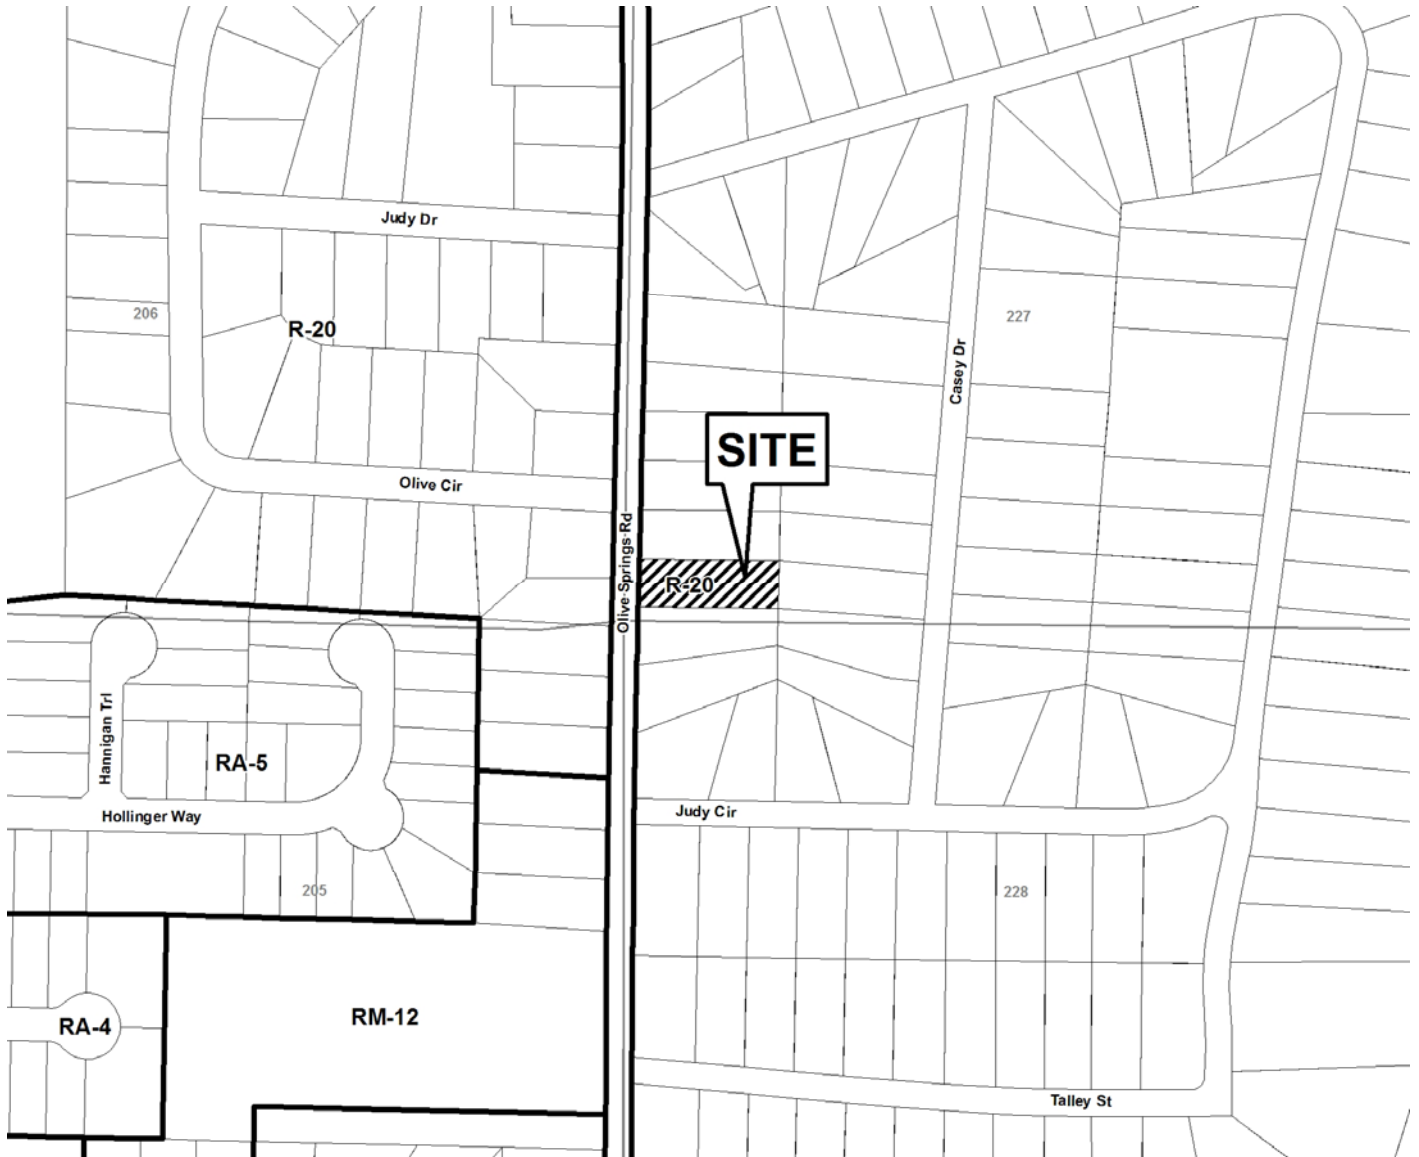 Judy Dr
206
R-20
227
Casey Dr
SITE
Olive Cir
Olive Springs Rd
R-20
Hannigan Trl
RA-5
Judy Cir
Hollinger Way
205
228
RM-12
RA-4
Talley St